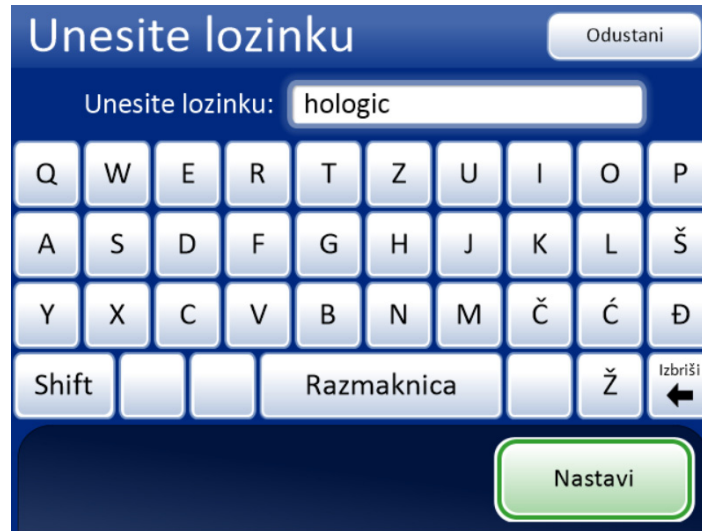 Unesite lozinku
Odustani
Unesite lozinku: hologic
Q W E R T Z U I O P
A S D F G H J K L Š
Y X C V B N M Č Ć Đ
Izbriši
Shift Razmaknica Ž
Nastavi